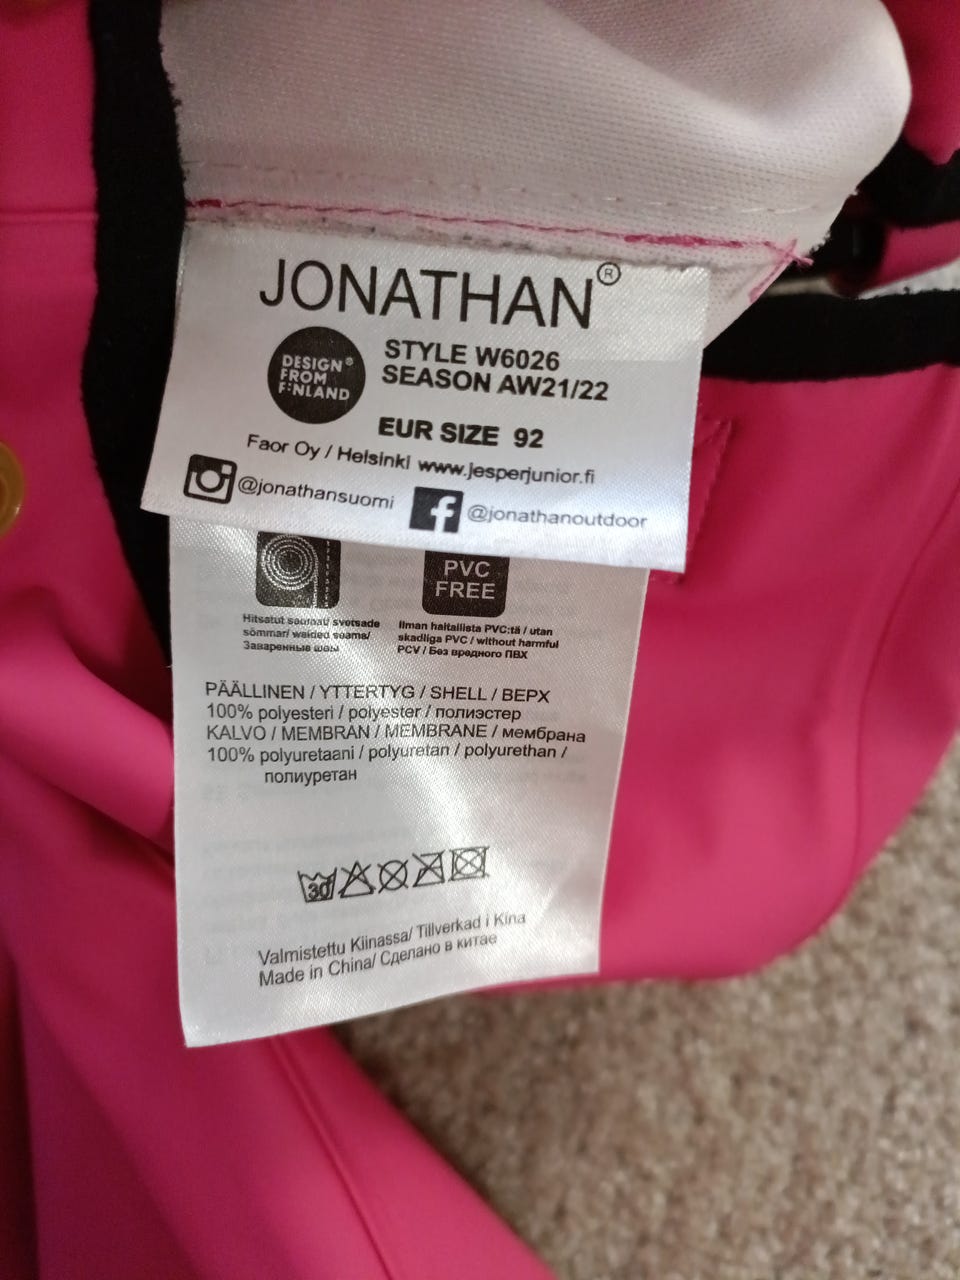 JONATHAN®
DESIGN®
FROM
FINLAND
STYLE W6026
SEASON AW21/22
EUR SIZE 92
Faor Oy / Helsinki www.jesperjunior.fi
@jonathansuomi
@jonathanoutdoor
PVC
FREE
Hitsatut saumat/ svetsade
sömmar/ welded seams/
Заваренные швы
Ilman haitallista PVC:tä / utan
skadliga PVC / without harmful
PCV / Без вредного ПВХ
PÄÄLLINEN / YTTERTYG / SHELL / ВЕРХ
100% polyesteri / polyester / полиэстер
KALVO / MEMBRAN / MEMBRANE / мембрана
100% polyuretaani / polyuretan / polyurethan /
полиуретан
30
Valmistettu Kiinassa/ Tillverkad i Kina
Made in China/ Сделано в китае